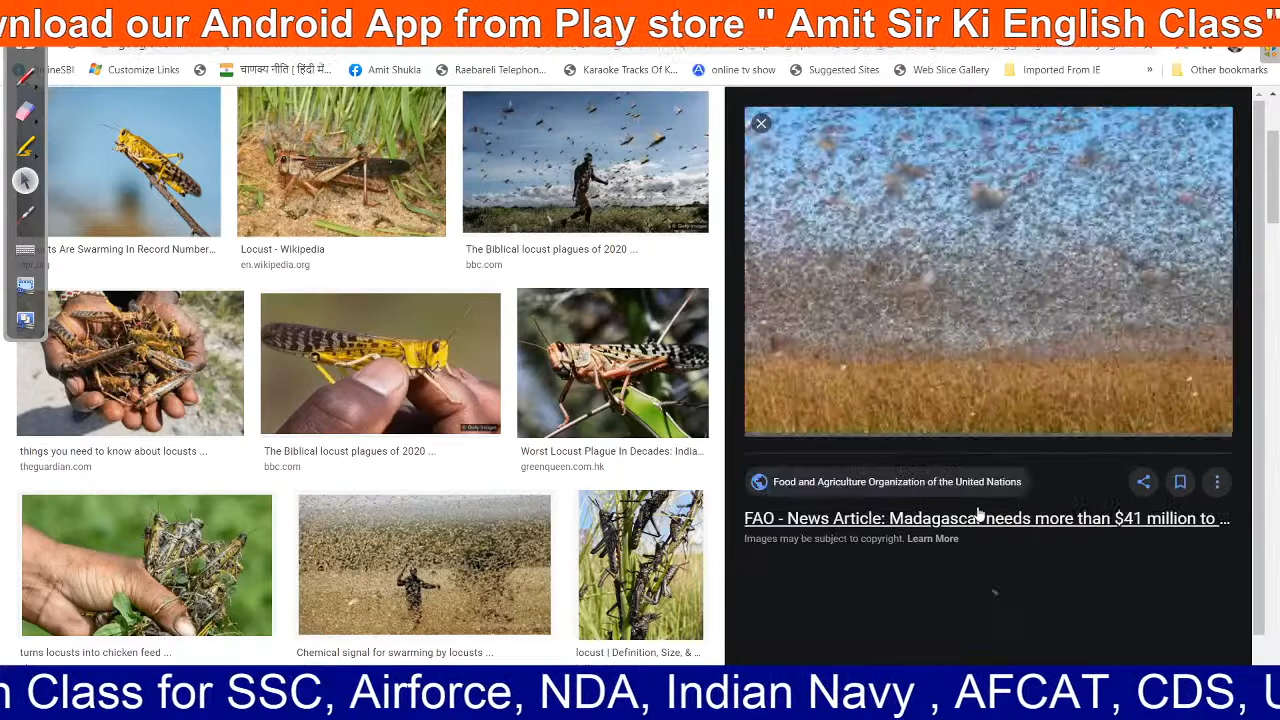 wnload our Android App from Play store " Amit Sir Ki English Class"
OnlineSBI
Customize Links
चाणक्य नीति [ हिंदी में...
Amit Shukla
Raebareli Telephon...
Karaoke Tracks Of K...
online tv show
Suggested Sites
Web Slice Gallery
Imported From IE
»
Other bookmarks
ts Are Swarming In Record Number...
npr.org
Locust - Wikipedia
en.wikipedia.org
The Biblical locust plagues of 2020 ...
bbc.com
things you need to know about locusts ...
theguardian.com
The Biblical locust plagues of 2020 ...
bbc.com
Worst Locust Plague In Decades: India...
greenqueen.com.hk
turns locusts into chicken feed ...
Chemical signal for swarming by locusts ...
locust | Definition, Size, & ...
Food and Agriculture Organization of the United Nations
FAO - News Article: Madagascar needs more than $41 million to ...
Images may be subject to copyright. Learn More
n Class for SSC, Airforce, NDA, Indian Navy , AFCAT, CDS, U